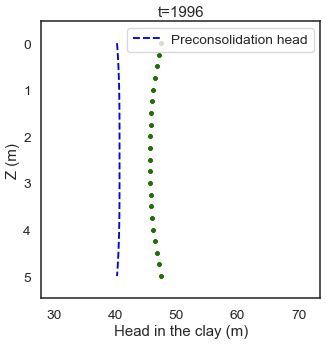 t=1996
Preconsolidation head
0
1
2
3
4
5
Z (m)
30 40 50 60 70
Head in the clay (m)